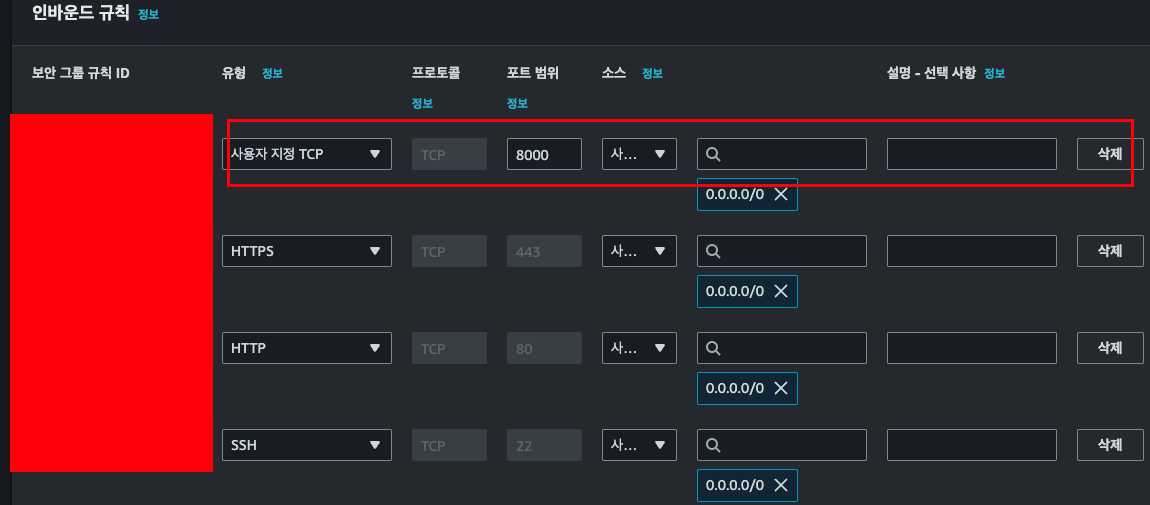 인바운드 규칙 정보
보안 그룹 규칙 ID 유형 정보 프로토콜 포트 범위 소스 정보 설명 - 선택 사항 정보
정보 정보
사용자 지정 TCP TCP 8000 사... 삭제
0.0.0.0/0
HTTPS TCP 443 사... 삭제
0.0.0.0/0
HTTP TCP 80 사... 삭제
0.0.0.0/0
SSH TCP 22 사... 삭제
0.0.0.0/0